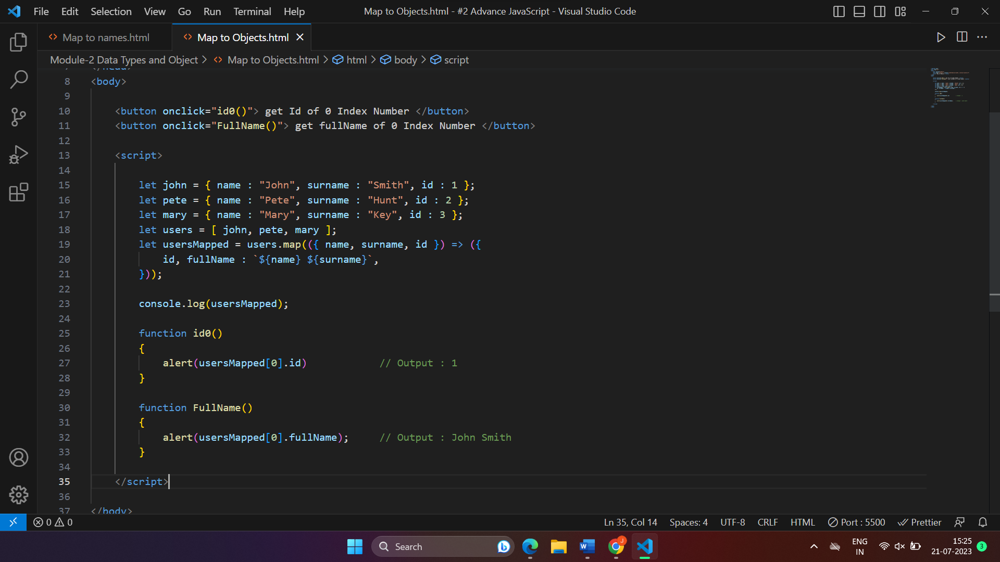 File Edit Selection View Go Run Terminal Help Map to Objects.html - #2 Advance JavaScript - Visual Studio Code
Map to names.html Map to Objects.html
Module-2 Data Types and Object > Map to Objects.html > html > body > script
8 <body>
9
10 <button onclick="id0()"> get Id of 0 Index Number </button>
11 <button onclick="FullName()"> get fullName of 0 Index Number </button>
12
13 <script>
14
15 let john = { name : "John", surname : "Smith", id : 1 };
16 let pete = { name : "Pete", surname : "Hunt", id : 2 };
17 let mary = { name : "Mary", surname : "Key", id : 3 };
18 let users = [ john, pete, mary ];
19 let usersMapped = users.map(({ name, surname, id }) => ({
20 id, fullName : `${name} ${surname}`,
21 }));
22
23 console.log(usersMapped);
24
25 function id0()
26 {
27 alert(usersMapped[0].id) // Output : 1
28 }
29
30 function FullName()
31 {
32 alert(usersMapped[0].fullName); // Output : John Smith
33 }
34
35 </script>
36
37 </body>
0 0 Ln 35, Col 14 Spaces: 4 UTF-8 CRLF HTML Port : 5500 Prettier
Search
ENG
IN
15:25
21-07-2023
3